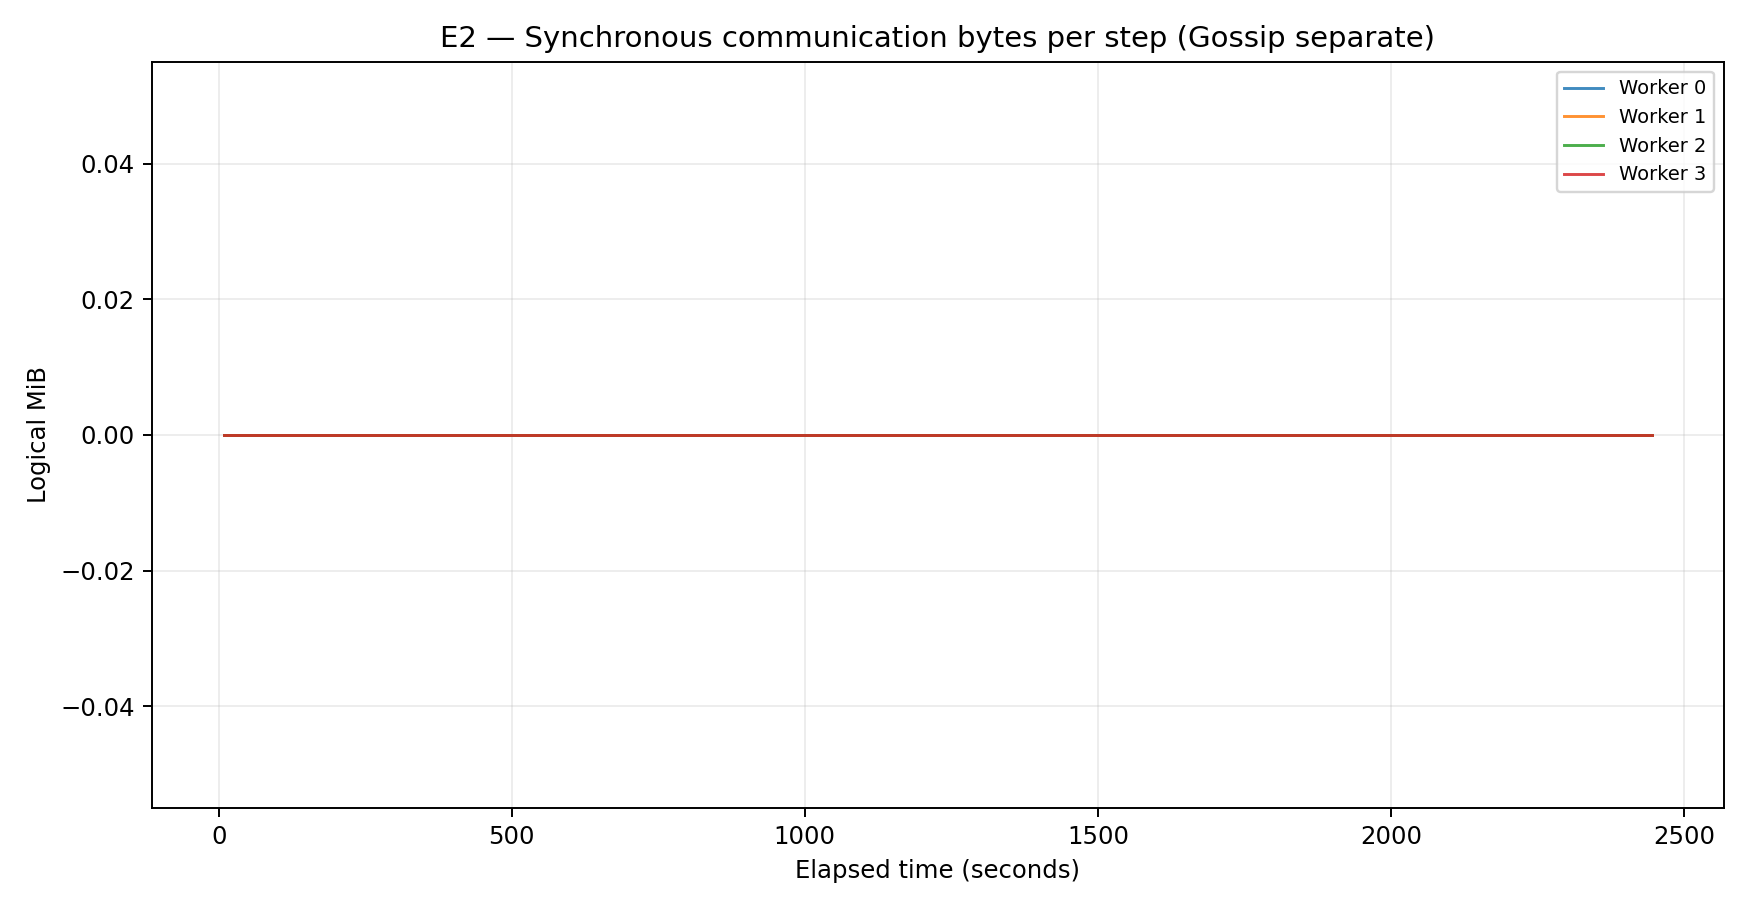 E2 — Synchronous communication bytes per step (Gossip separate)
Worker 0
Worker 1
Worker 2
Worker 3
Logical MiB
0.04
0.02
0.00
−0.02
−0.04
0 500 1000 1500 2000 2500
Elapsed time (seconds)